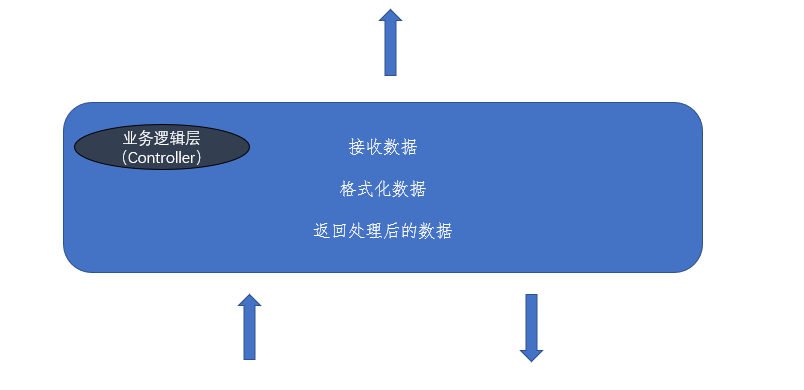 业务逻辑层
（Controller）
接收数据
格式化数据
返回处理后的数据